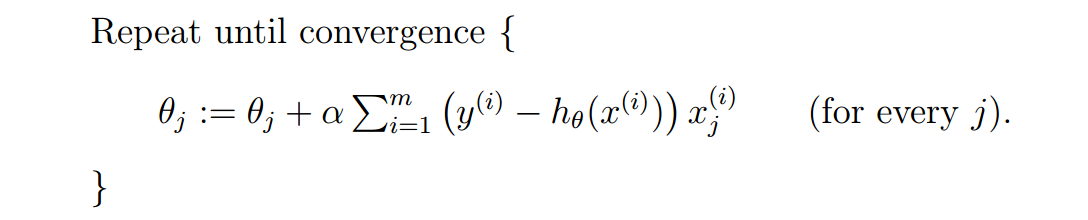 Repeat until convergence {
θ_j := θ_j + α ∑_{i=1}^{m} (y^{(i)} − h_θ(x^{(i)})) x_j^{(i)} (for every j).
}